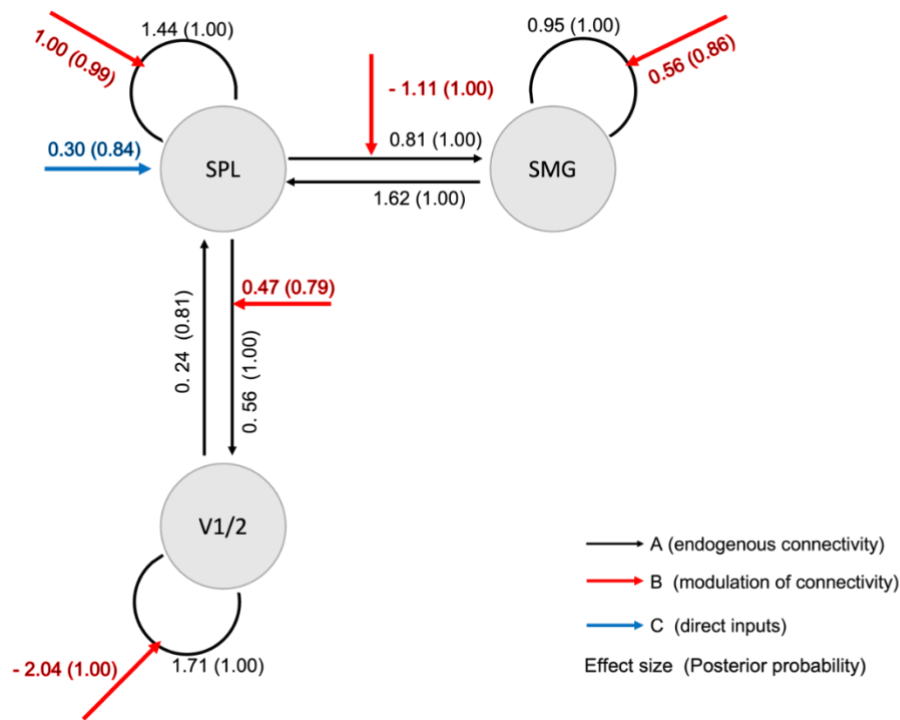 1.44 (1.00)
0.95 (1.00)
1.00 (0.99)
0.56 (0.86)
- 1.11 (1.00)
0.30 (0.84)
0.81 (1.00)
SPL
SMG
1.62 (1.00)
0.47 (0.79)
0. 24 (0.81)
0. 56 (1.00)
V1/2
A (endogenous connectivity)
B (modulation of connectivity)
C (direct inputs)
- 2.04 (1.00)
1.71 (1.00)
Effect size (Posterior probability)